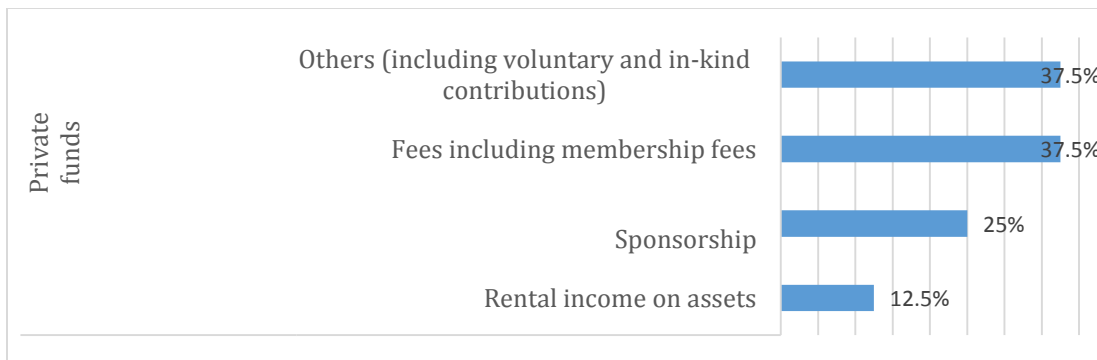 Private
funds
Others (including voluntary and in-kind
contributions)
37.5%
Fees including membership fees
37.5%
Sponsorship
25%
Rental income on assets
12.5%